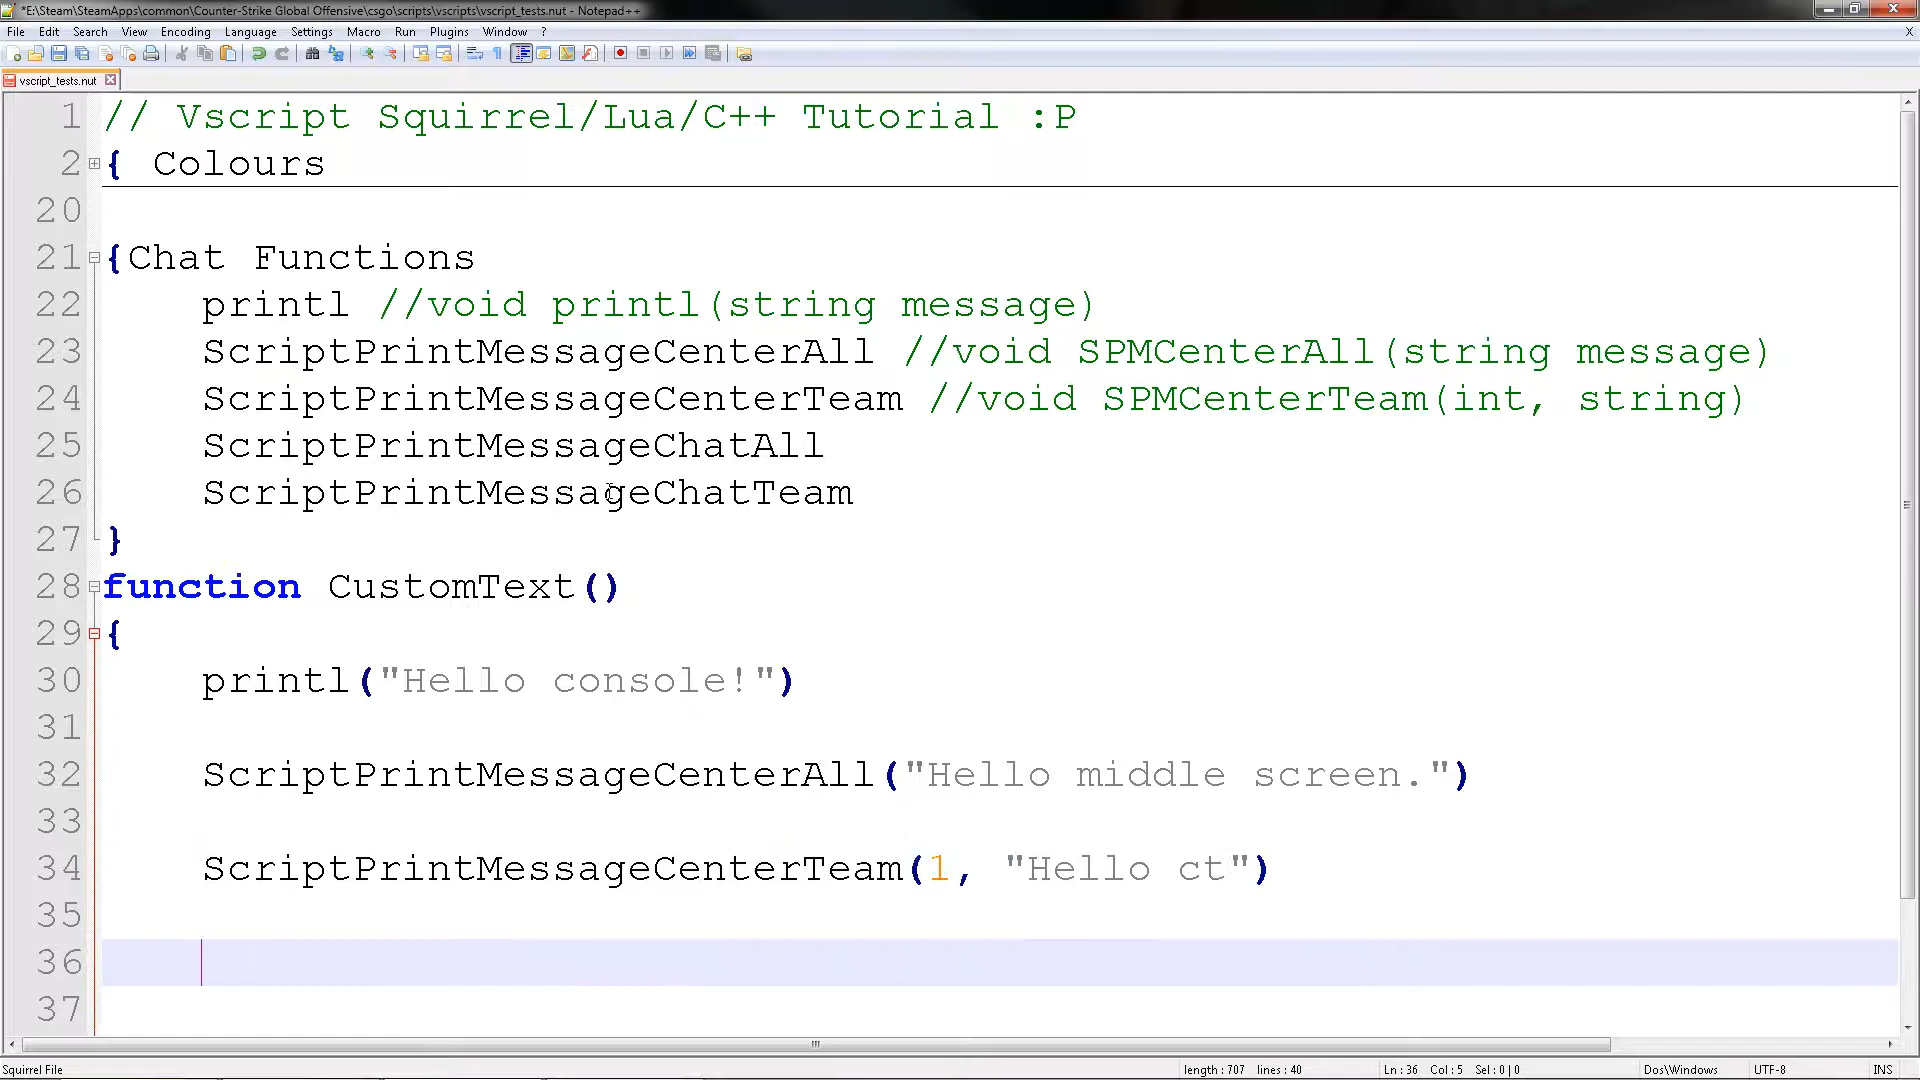 *E:\Steam\SteamApps\common\Counter-Strike Global Offensive\csgo\scripts\vscripts\vscript_tests.nut - Notepad++
File Edit Search View Encoding Language Settings Macro Run Plugins Window ? X
vscript_tests.nut
1 // Vscript Squirrel/Lua/C++ Tutorial :P
2 { Colours
20
21 {Chat Functions
22 printl //void printl(string message)
23 ScriptPrintMessageCenterAll //void SPMCenterAll(string message)
24 ScriptPrintMessageCenterTeam //void SPMCenterTeam(int, string)
25 ScriptPrintMessageChatAll
26 ScriptPrintMessageChatTeam
27 }
28 function CustomText()
29 {
30 printl("Hello console!")
31
32 ScriptPrintMessageCenterAll("Hello middle screen.")
33
34 ScriptPrintMessageCenterTeam(1, "Hello ct")
35
36
37
Squirrel File length : 707 lines : 40 Ln : 36 Col : 5 Sel : 0 | 0 Dos\Windows UTF-8 INS